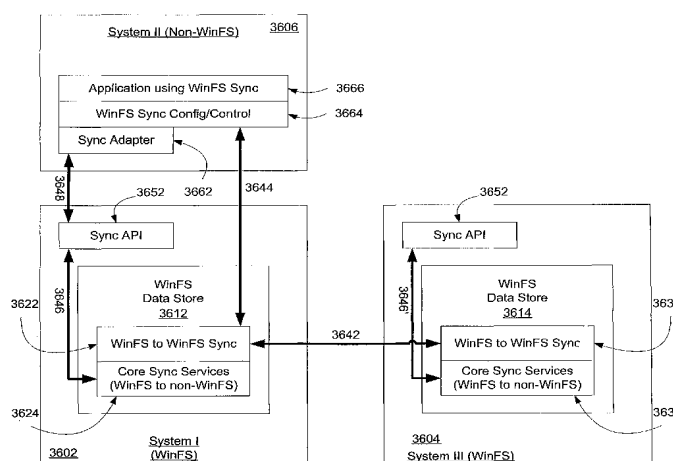 System II (Non-WinFS)
3606
Application using WinFS Sync
3666
WinFS Sync Config/Control
3664
Sync Adapter
3648
3652
3662
3644
3652
Sync API
Sync API
3646
WinFS
Data Store
3612
3646'
WinFS
Data Store
3614
3622
WinFS to WinFS Sync
3642
WinFS to WinFS Sync
363
Core Sync Services
(WinFS to non-WinFS)
Core Sync Services
(WinFS to non-WinFS)
3624
363
3602
System I
(WinFS)
3604
System III (WinFS)